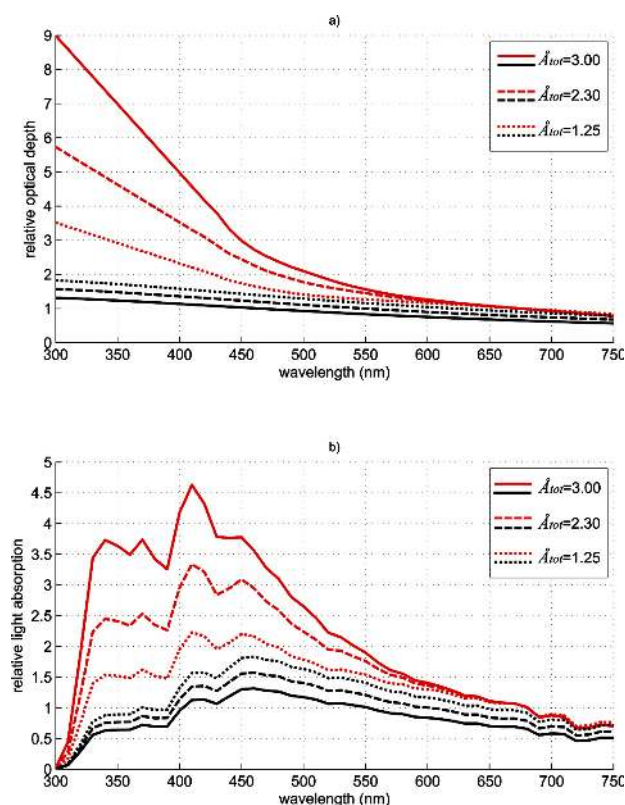 a)
9
8
7
6
5
4
3
2
1
0
relative optical depth
Åtot=3.00
Åtot=2.30
Åtot=1.25
300 350 400 450 500 550 600 650 700 750
wavelength (nm)
b)
5
4.5
4
3.5
3
2.5
2
1.5
1
0.5
0
relative light absorption
Åtot=3.00
Åtot=2.30
Åtot=1.25
300 350 400 450 500 550 600 650 700 750
wavelength (nm)